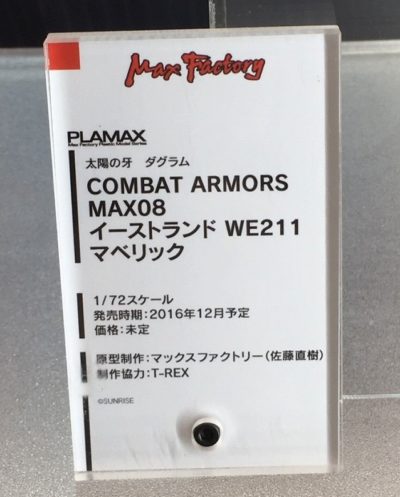 Max Factory
PLAMAX
Max Factory Plastic Model Series
太陽の牙 ダグラム
COMBAT ARMORS
MAX08
イーストランド WE211
マベリック
1/72スケール
発売時期:2016年12月予定
価格:未定
原型制作:マックスファクトリー(佐藤直樹)
制作協力:T-REX
©SUNRISE